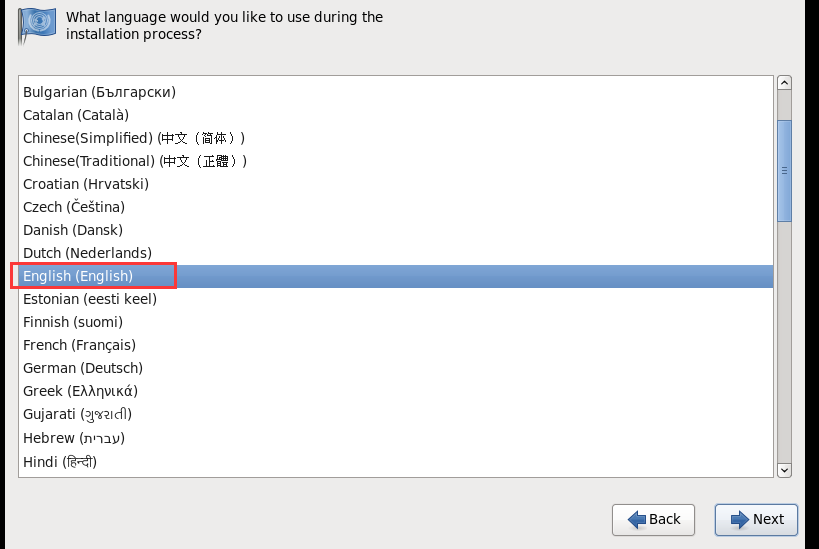 What language would you like to use during the
installation process?
Bulgarian (Български)
Catalan (Català)
Chinese(Simplified) (中文（简体）)
Chinese(Traditional) (中文（正體）)
Croatian (Hrvatski)
Czech (Čeština)
Danish (Dansk)
Dutch (Nederlands)
English (English)
Estonian (eesti keel)
Finnish (suomi)
French (Français)
German (Deutsch)
Greek (Ελληνικά)
Gujarati (ગુજરાતી)
Hebrew (עברית)
Hindi (हिन्दी)
Back
Next